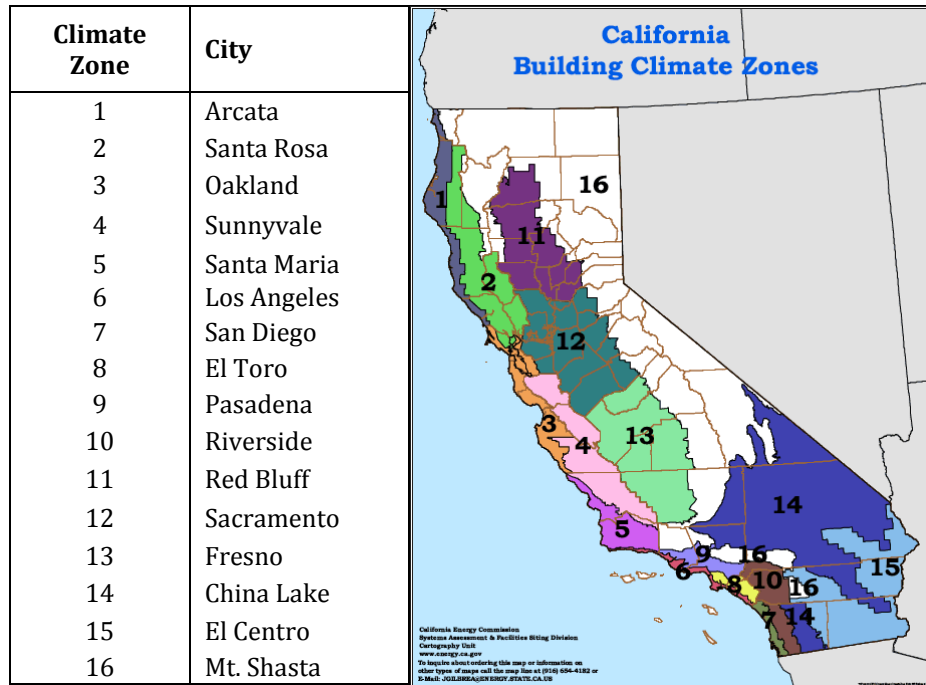 Climate Zone City
1 Arcata
2 Santa Rosa
3 Oakland
4 Sunnyvale
5 Santa Maria
6 Los Angeles
7 San Diego
8 El Toro
9 Pasadena
10 Riverside
11 Red Bluff
12 Sacramento
13 Fresno
14 China Lake
15 El Centro
16 Mt. Shasta
California
Building Climate Zones
16
1
11
2
12
3
4
13
14
5
9
16
15
6
8
10
16
7
14
California Energy Commission
Systems Assessment & Facilities Siting Division
Cartography Unit
www.energy.ca.gov
To inquire about ordering this map or information on
other types of maps call the map line at (916) 654-4182 or
E-Mail: JGILBREA@ENERGY.STATE.CA.US